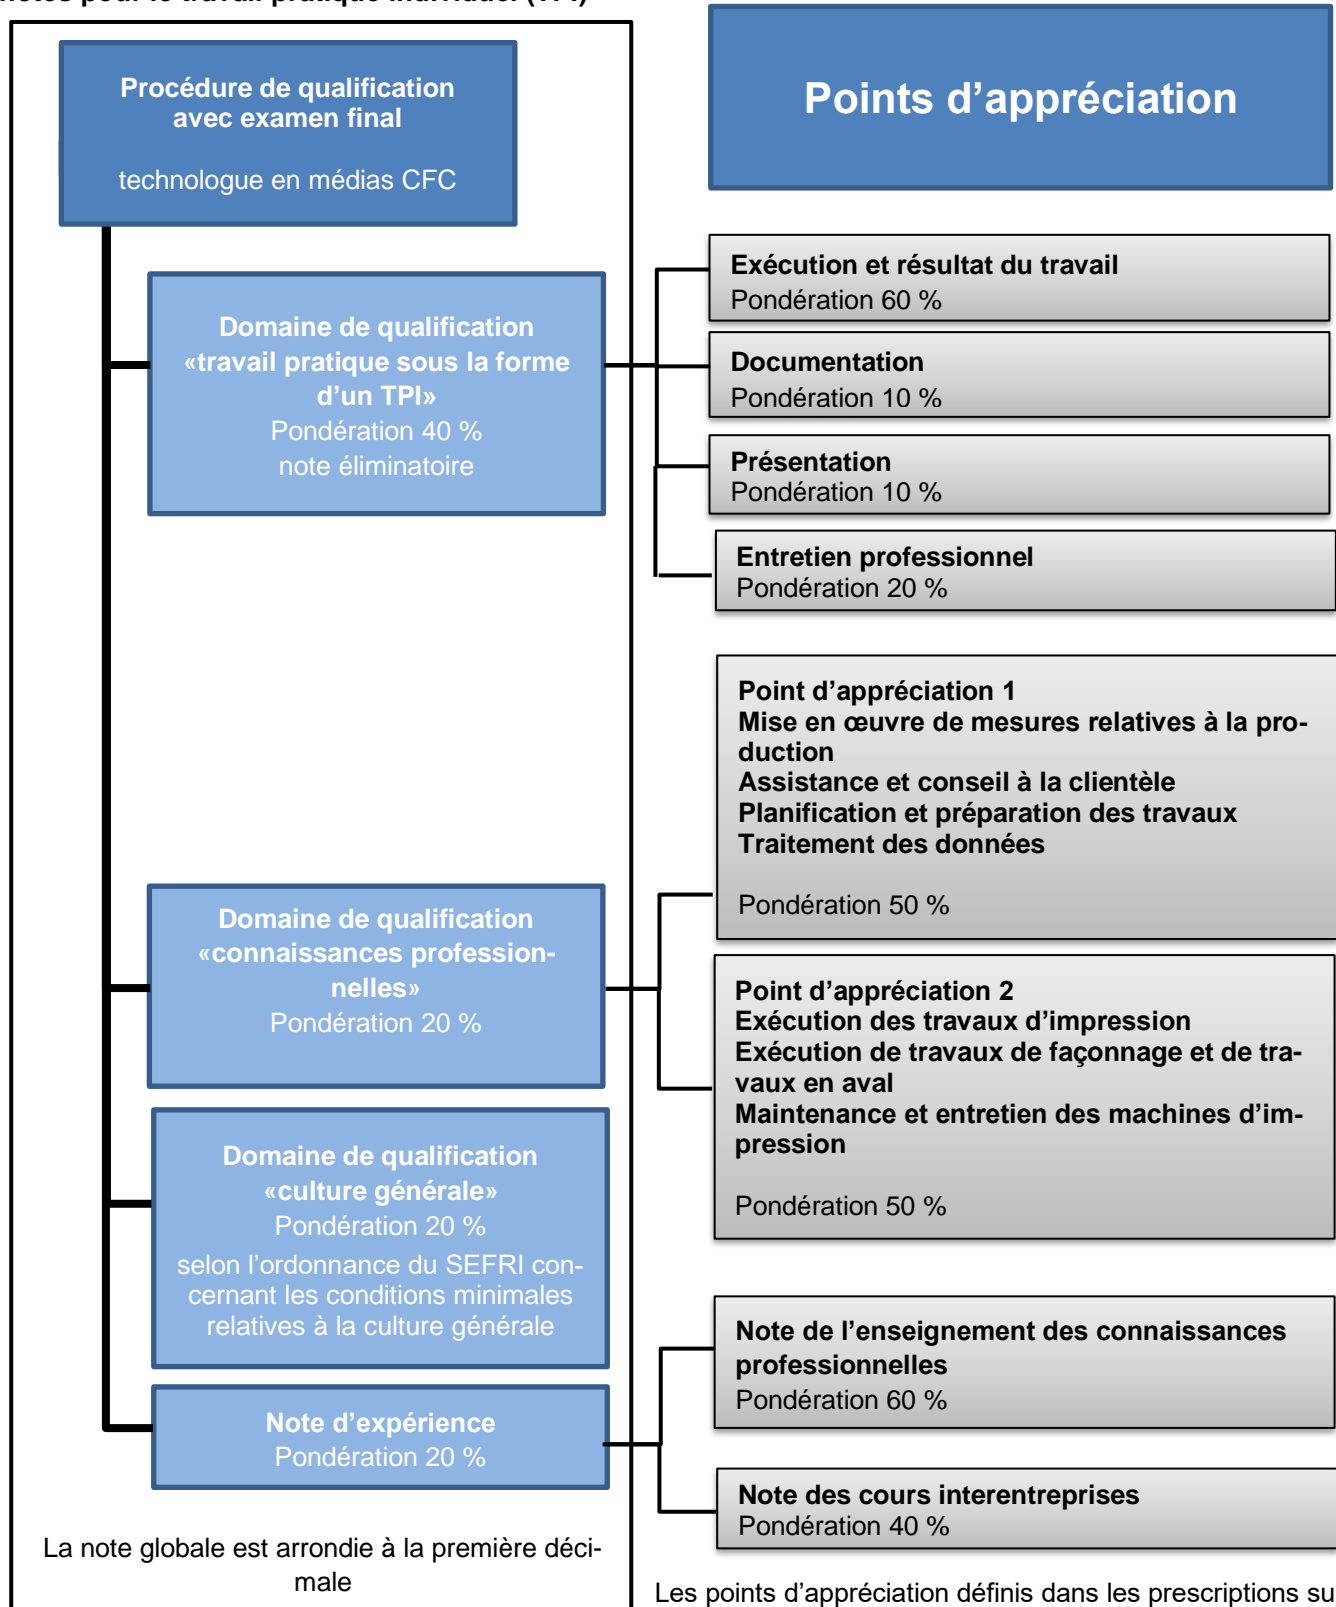 Procédure de qualification
avec examen final
technologue en médias CFC
Points d’appréciation
Domaine de qualification
«travail pratique sous la forme
d’un TPI»
Pondération 40 %
note éliminatoire
Exécution et résultat du travail
Pondération 60 %
Documentation
Pondération 10 %
Présentation
Pondération 10 %
Entretien professionnel
Pondération 20 %
Domaine de qualification
«connaissances profession-
nelles»
Pondération 20 %
Point d’appréciation 1
Mise en œuvre de mesures relatives à la pro-
duction
Assistance et conseil à la clientèle
Planification et préparation des travaux
Traitement des données
Pondération 50 %
Point d’appréciation 2
Exécution des travaux d’impression
Exécution de travaux de façonnage et de tra-
vaux en aval
Maintenance et entretien des machines d’im-
pression
Pondération 50 %
Domaine de qualification
«culture générale»
Pondération 20 %
selon l’ordonnance du SEFRI con-
cernant les conditions minimales
relatives à la culture générale
Note d’expérience
Pondération 20 %
Note de l’enseignement des connaissances
professionnelles
Pondération 60 %
Note des cours interentreprises
Pondération 40 %
La note globale est arrondie à la première déci-
male
Les points d’appréciation définis dans les prescriptions su